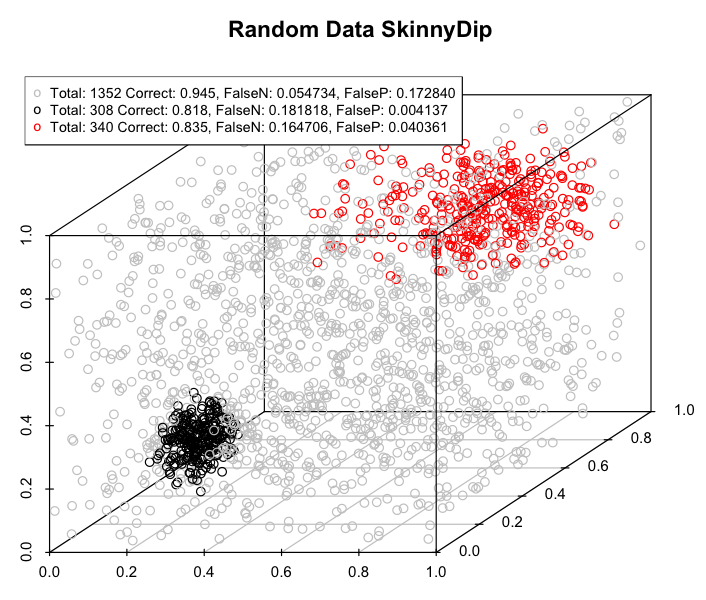 Random Data SkinnyDip
Total: 1352 Correct: 0.945, FalseN: 0.054734, FalseP: 0.172840
Total: 308 Correct: 0.818, FalseN: 0.181818, FalseP: 0.004137
Total: 340 Correct: 0.835, FalseN: 0.164706, FalseP: 0.040361
1.0
0.8
0.6
0.4
0.2
0.0
0.0 0.2 0.4 0.6 0.8 1.0
1.0
0.8
0.6
0.4
0.2
0.0